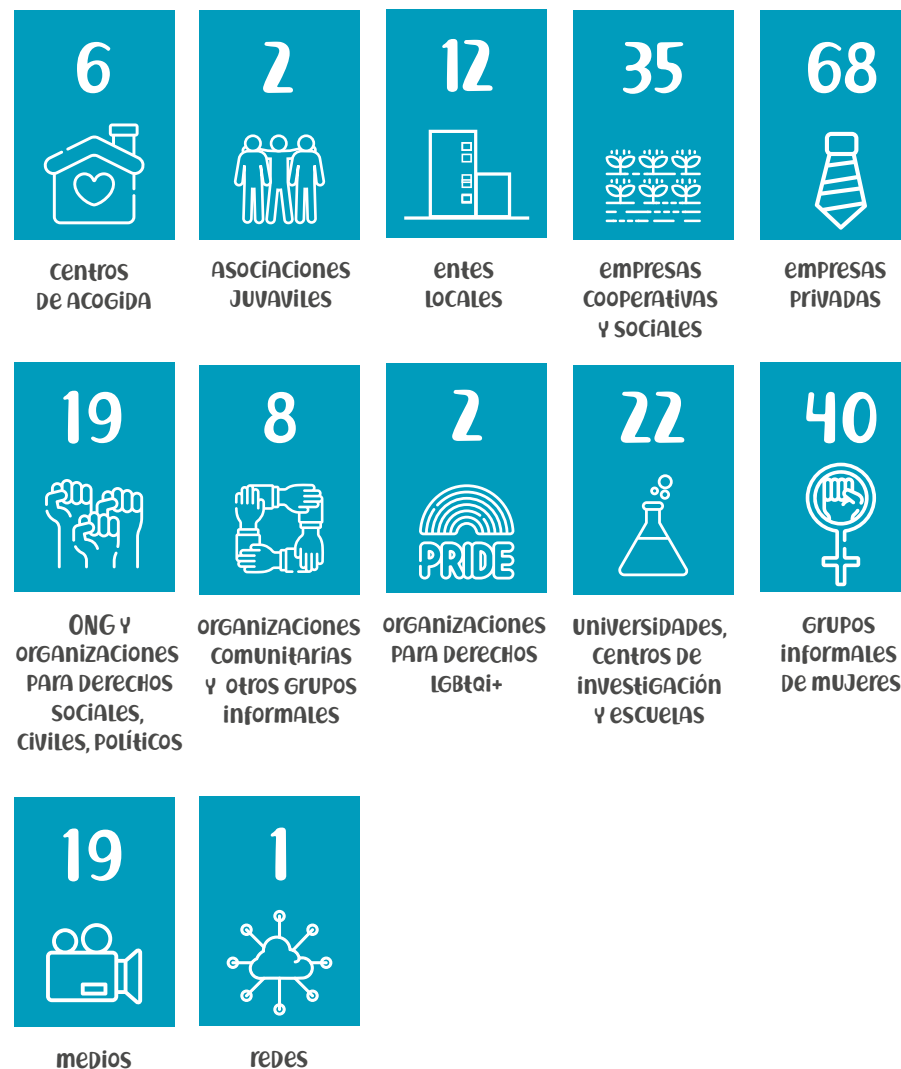 6
centros
de acogida
2
asociaciones
juvaviles
12
entes
locales
35
empresas
cooperativas
y sociales
68
empresas
privadas
19
ONG y
organizaciones
para derechos
sociales,
civiles, políticos
8
organizaciones
comunitarias
y otros grupos
informales
2
PRIDE
organizaciones
para derechos
LGBTQI+
22
universidades,
centros de
investigación
y escuelas
40
grupos
informales
de mujeres
19
medios
1
redes